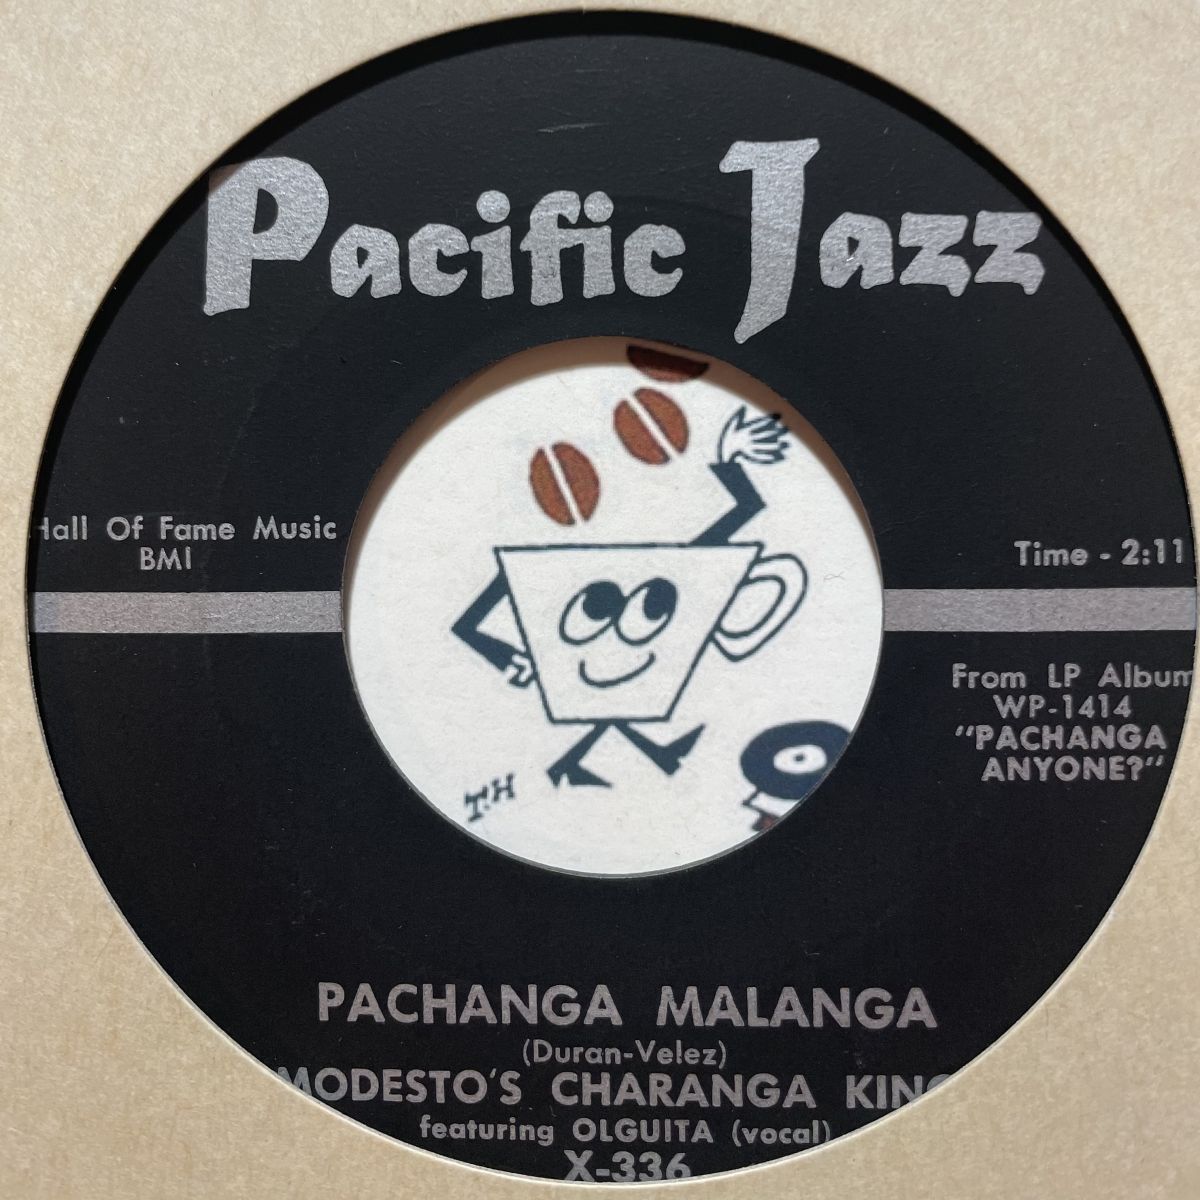 Pacific Jazz
Hall Of Fame Music
BMI
Time - 2:11
From LP Album
WP-1414
"PACHANGA
ANYONE?"
T.H
PACHANGA MALANGA
(Duran-Velez)
MODESTO'S CHARANGA KING
featuring OLGUITA (vocal)
X-336